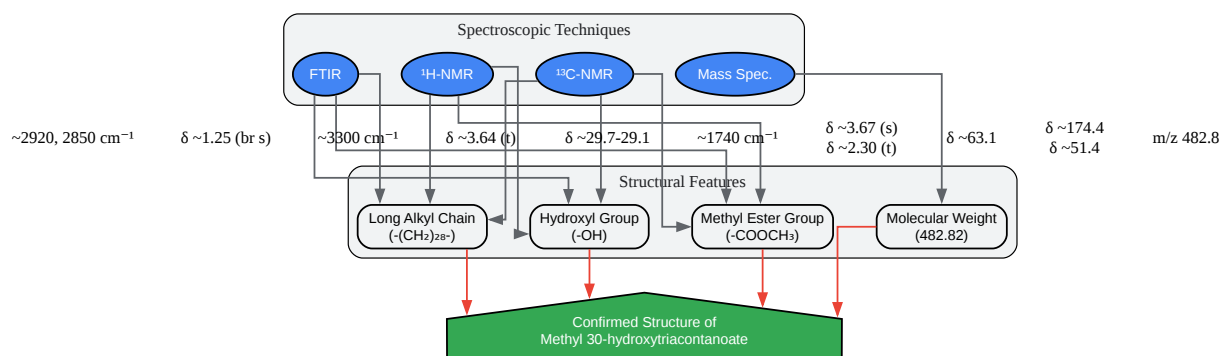 Spectroscopic Techniques
FTIR
¹H-NMR
¹³C-NMR
Mass Spec.
~2920, 2850 cm⁻¹
δ ~1.25 (br s)
~3300 cm⁻¹
δ ~3.64 (t)
δ ~29.7-29.1
~1740 cm⁻¹
δ ~3.67 (s)
δ ~2.30 (t)
δ ~63.1
δ ~174.4
δ ~51.4
m/z 482.8
Structural Features
Long Alkyl Chain
(-(CH₂)₂₈-)
Hydroxyl Group
(-OH)
Methyl Ester Group
(-COOCH₃)
Molecular Weight
(482.82)
Confirmed Structure of
Methyl 30-hydroxytriacontanoate